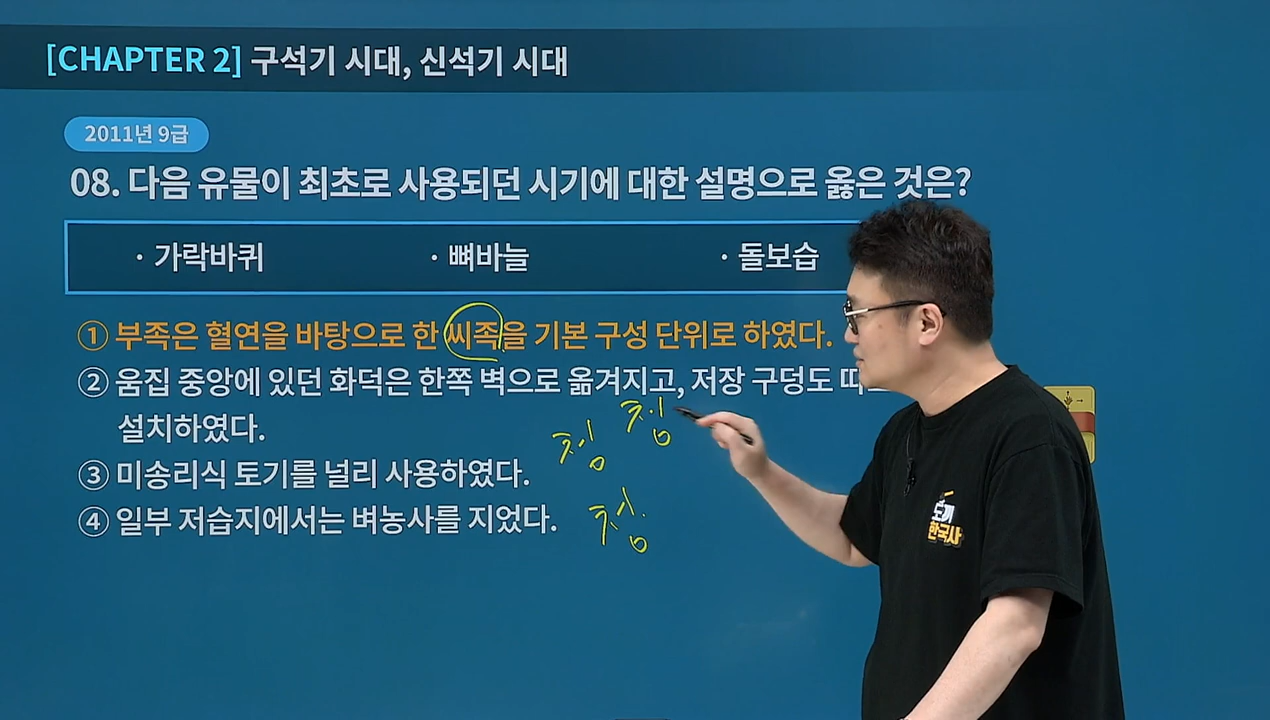 [CHAPTER 2] 구석기 시대, 신석기 시대
2011년 9급
08. 다음 유물이 최초로 사용되던 시기에 대한 설명으로 옳은 것은?
· 가락바퀴 · 뼈바늘 · 돌보습
① 부족은 혈연을 바탕으로 한 씨족을 기본 구성 단위로 하였다.
② 움집 중앙에 있던 화덕은 한쪽 벽으로 옮겨지고, 저장 구덩도
설치하였다.
청
청
③ 미송리식 토기를 널리 사용하였다.
④ 일부 저습지에서는 벼농사를 지었다.
청
도끼
한국사